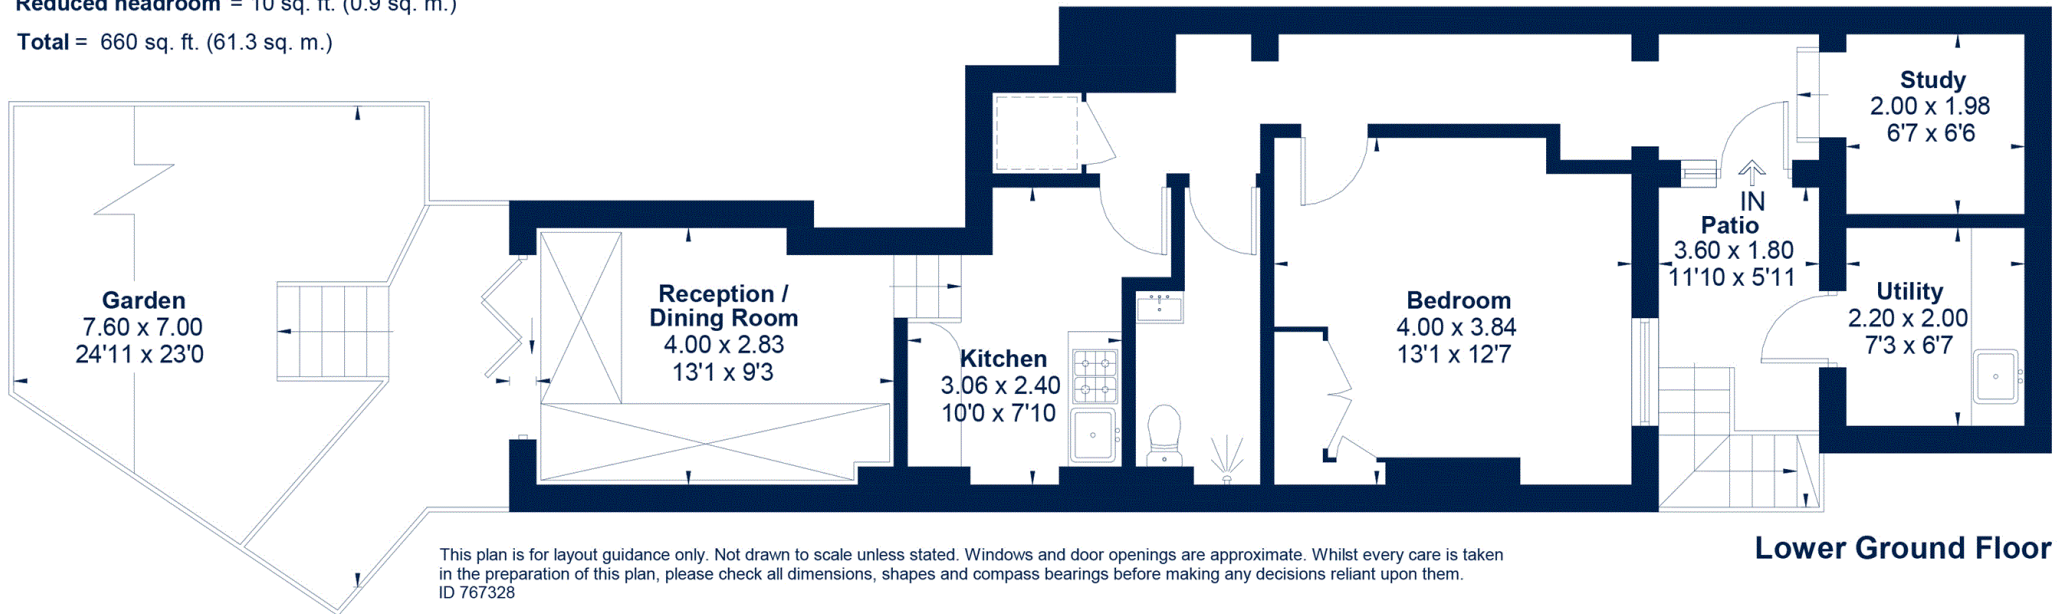 Reduced headroom = 10 sq. ft. (0.9 sq. m.)
Total = 660 sq. ft. (61.3 sq. m.)
Study
2.00 x 1.98
6'7 x 6'6
IN
Patio
3.60 x 1.80
11'10 x 5'11
Garden
7.60 x 7.00
24'11 x 23'0
Reception /
Dining Room
4.00 x 2.83
13'1 x 9'3
Kitchen
3.06 x 2.40
10'0 x 7'10
Bedroom
4.00 x 3.84
13'1 x 12'7
Utility
2.20 x 2.00
7'3 x 6'7
Lower Ground Floor
This plan is for layout guidance only. Not drawn to scale unless stated. Windows and door openings are approximate. Whilst every care is taken
in the preparation of this plan, please check all dimensions, shapes and compass bearings before making any decisions reliant upon them.
ID 767328